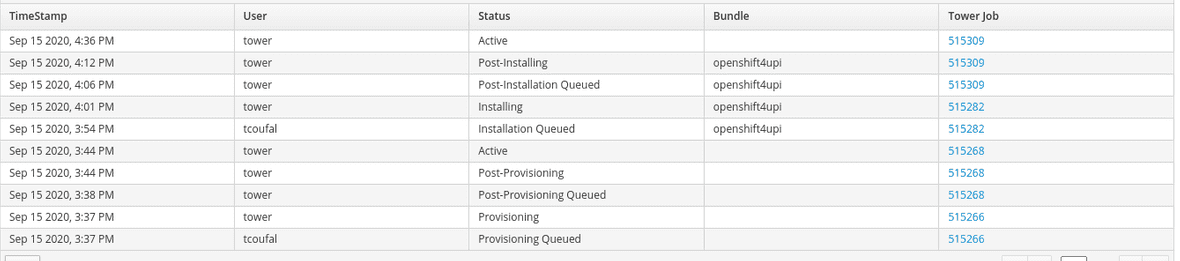 TimeStamp User Status Bundle Tower Job
Sep 15 2020, 4:36 PM tower Active 515309
Sep 15 2020, 4:12 PM tower Post-Installing openshift4upi 515309
Sep 15 2020, 4:06 PM tower Post-Installation Queued openshift4upi 515309
Sep 15 2020, 4:01 PM tower Installing openshift4upi 515282
Sep 15 2020, 3:54 PM tcoufal Installation Queued openshift4upi 515282
Sep 15 2020, 3:44 PM tower Active 515268
Sep 15 2020, 3:44 PM tower Post-Provisioning 515268
Sep 15 2020, 3:38 PM tower Post-Provisioning Queued 515268
Sep 15 2020, 3:37 PM tower Provisioning 515266
Sep 15 2020, 3:37 PM tcoufal Provisioning Queued 515266